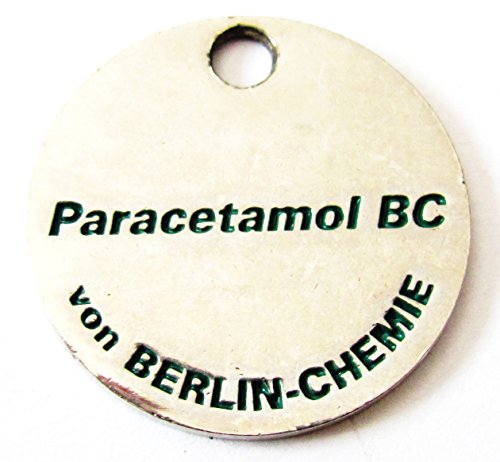 Paracetamol BC
von BERLIN-CHEMIE